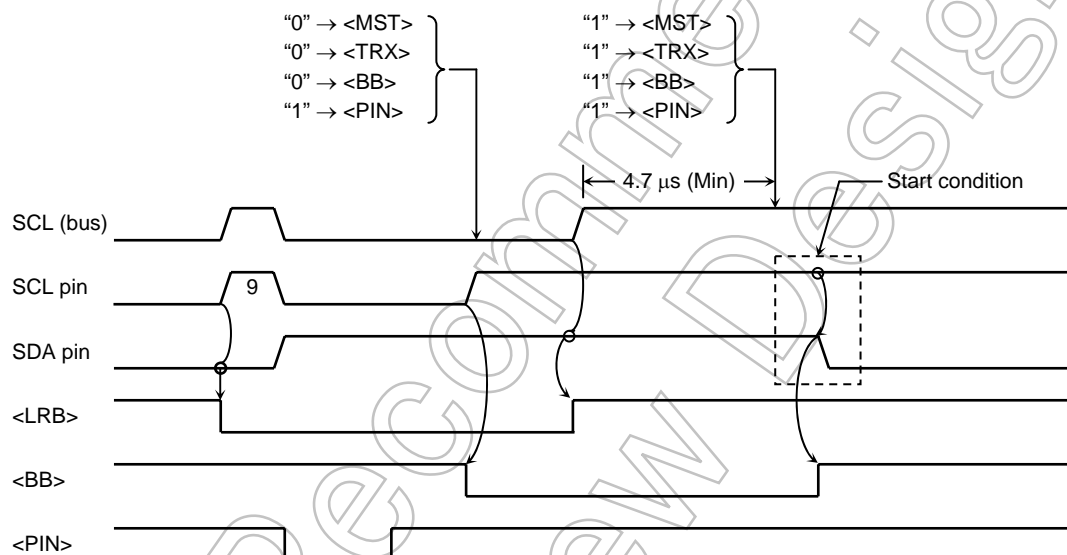 “0” → <MST> “1” → <MST>
“0” → <TRX> “1” → <TRX>
“0” → <BB> “1” → <BB>
“1” → <PIN> “1” → <PIN>
4.7 μs (Min) Start condition
SCL (bus)
SCL pin 9
SDA pin
<LRB>
<BB>
<PIN>